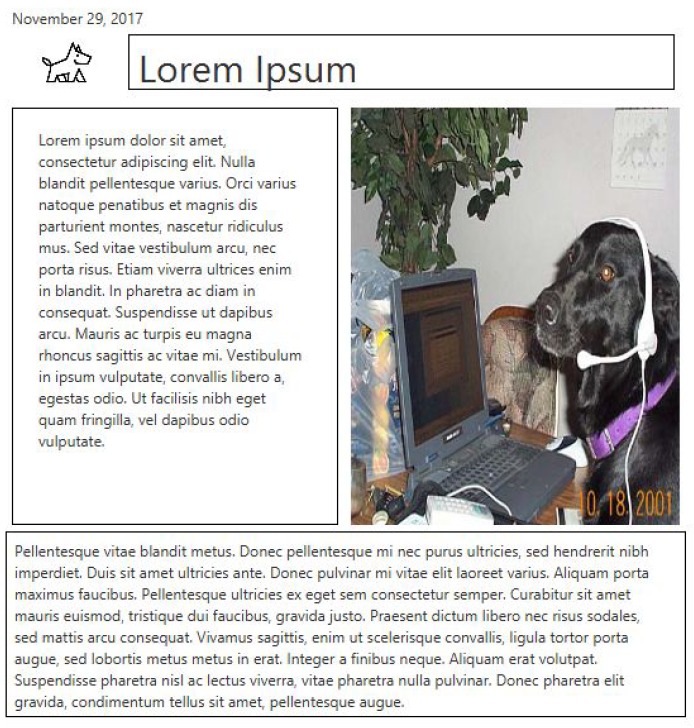 November 29, 2017
Lorem Ipsum
Lorem ipsum dolor sit amet,
consectetur adipiscing elit. Nulla
blandit pellentesque varius. Orci varius
natoque penatibus et magnis dis
parturient montes, nascetur ridiculus
mus. Sed vitae vestibulum arcu, nec
porta risus. Etiam viverra ultrices enim
in blandit. In pharetra ac diam in
consequat. Suspendisse ut dapibus
arcu. Mauris ac turpis eu magna
rhoncus sagittis ac vitae mi. Vestibulum
in ipsum vulputate, convallis libero a,
egestas odio. Ut facilisis nibh eget
quam fringilla, vel dapibus odio
vulputate.
10.18.2001
Pellentesque vitae blandit metus. Donec pellentesque mi nec purus ultricies, sed hendrerit nibh
imperdiet. Duis sit amet ultricies ante. Donec pulvinar mi vitae elit laoreet varius. Aliquam porta
maximus faucibus. Pellentesque ultricies ex eget sem consectetur semper. Curabitur sit amet
mauris euismod, tristique dui faucibus, gravida justo. Praesent dictum libero nec risus sodales,
sed mattis arcu consequat. Vivamus sagittis, enim ut scelerisque convallis, ligula tortor porta
augue, sed lobortis metus metus in erat. Integer a finibus neque. Aliquam erat volutpat.
Suspendisse pharetra nisl ac lectus viverra, vitae pharetra nulla pulvinar. Donec pharetra elit
gravida, condimentum tellus sit amet, pellentesque augue.